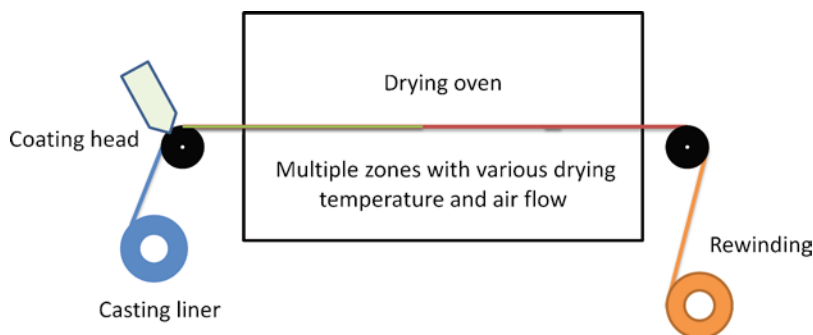 Drying oven
Coating head
Multiple zones with various drying
temperature and air flow
Rewinding
Casting liner